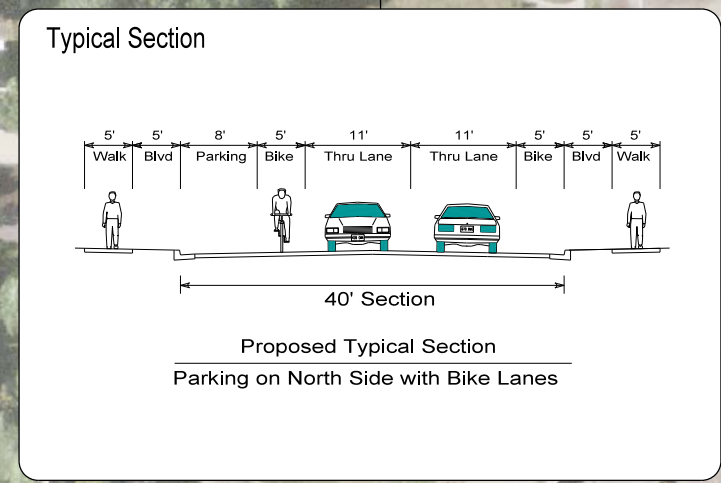 Typical Section
5' 5' 8' 5' 11' 11' 5' 5' 5'
Walk Blvd Parking Bike Thru Lane Thru Lane Bike Blvd Walk
40' Section
Proposed Typical Section
Parking on North Side with Bike Lanes